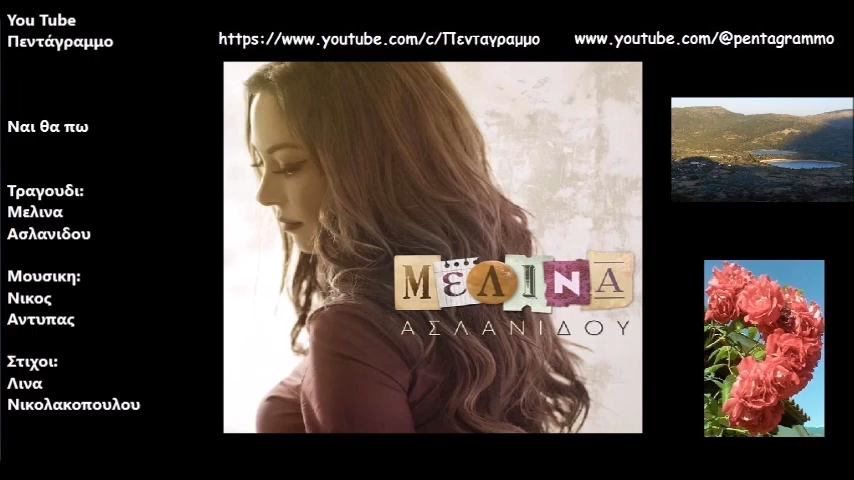 You Tube
Πεντάγραμμο
https://www.youtube.com/c/Πενταγραμμο
www.youtube.com/@pentagrammo
Ναι θα πω
Τραγουδι:
Μελινα
Ασλανιδου
Μουσικη:
Νικος
Αντυπας
Στιχοι:
Λινα
Νικολακοπουλου
ΜεΛΙΝΑ
ΑΣΛΑΝΙΔΟΥ